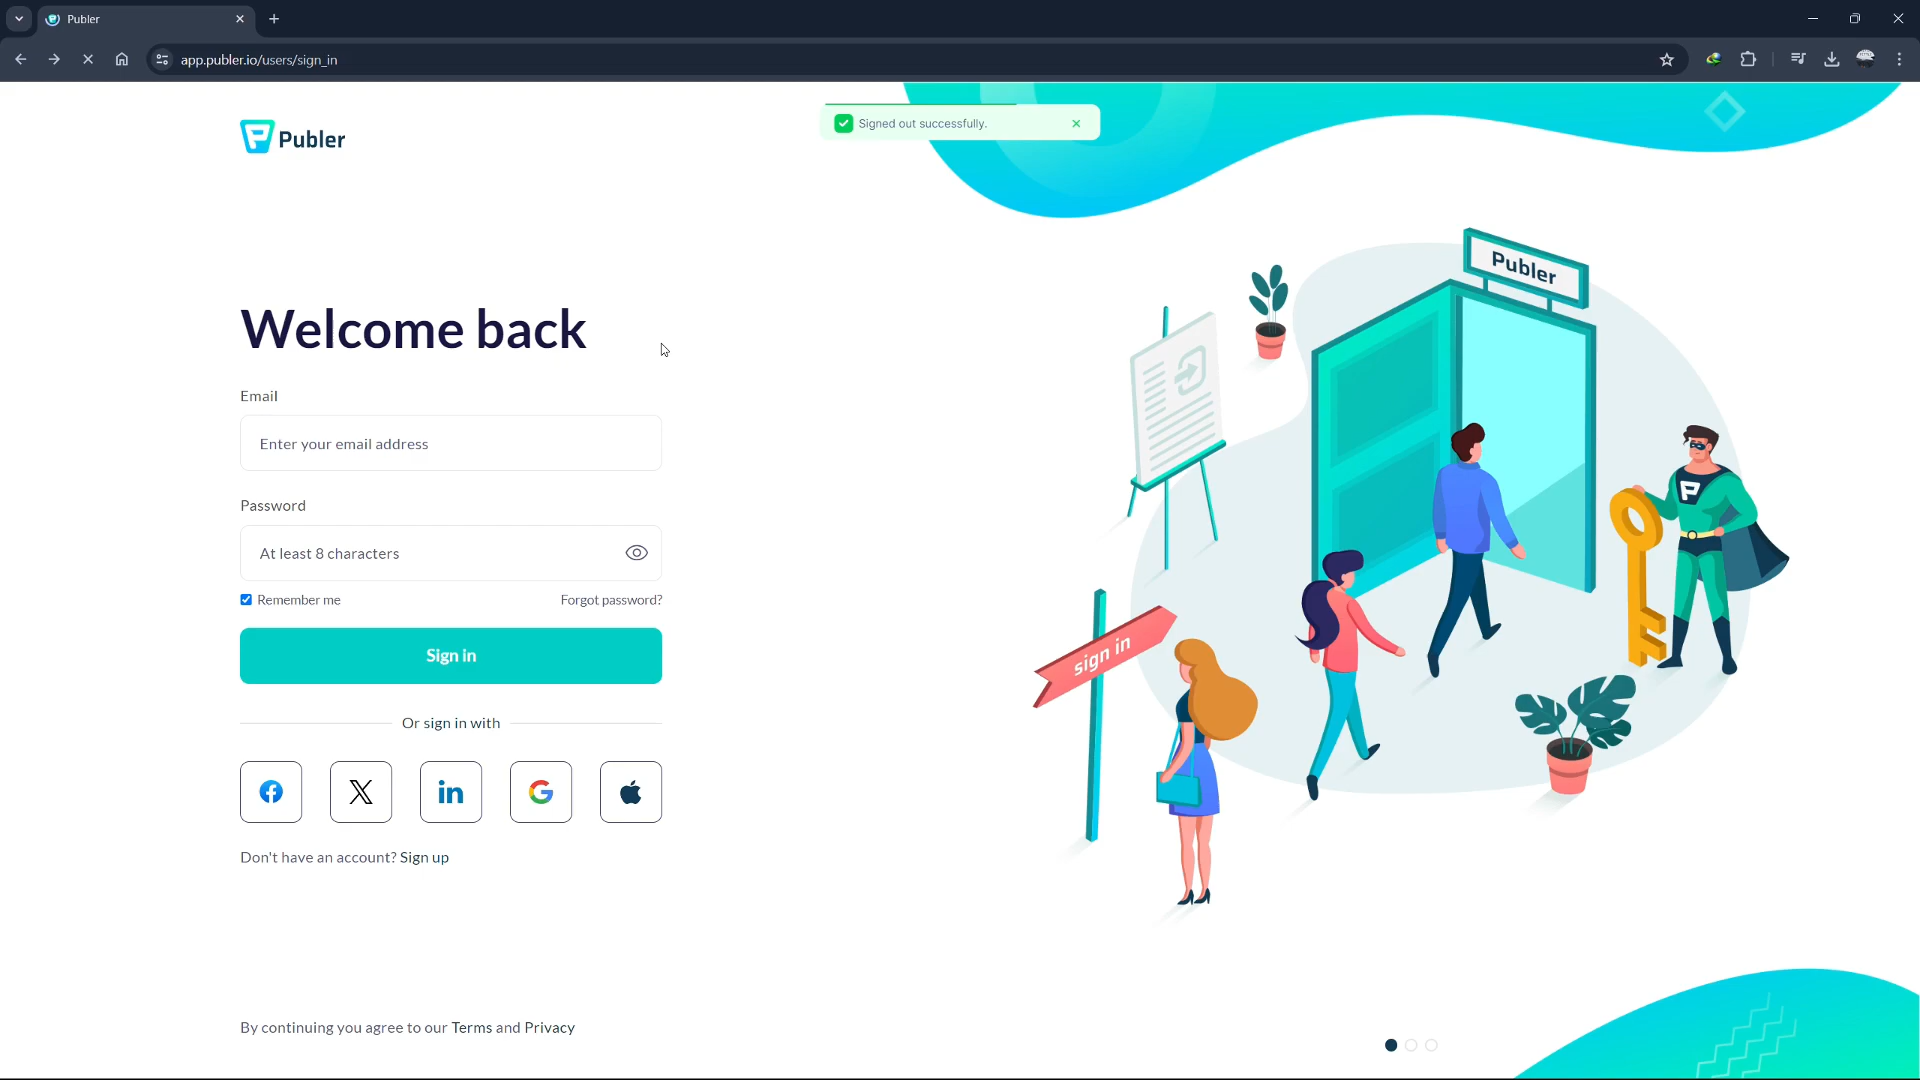 Publer
app.publer.io/users/sign_in
Signed out successfully.
Publer
Publer
Welcome back
Email
Enter your email address
Password
At least 8 characters
Remember me
Forgot password?
Sign in
sign in
Or sign in with
Don't have an account? Sign up
By continuing you agree to our Terms and Privacy